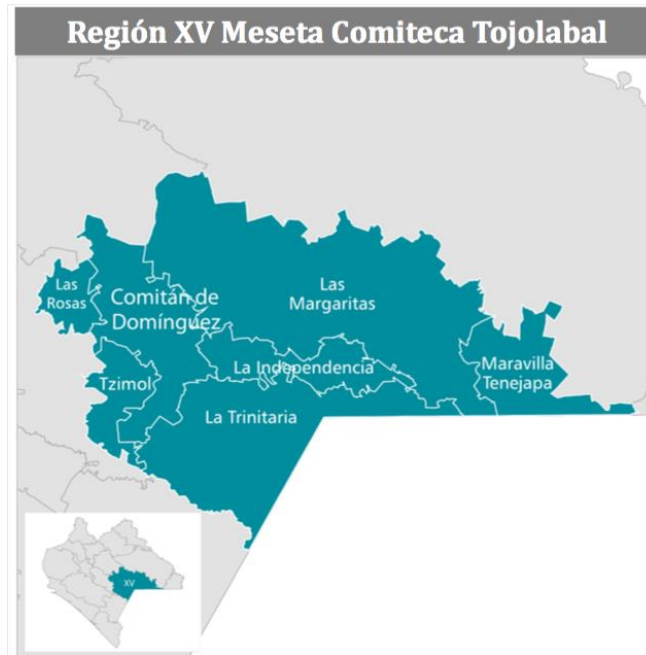 Región XV Meseta Comiteca Tojolabal
Las
Rosas
Comitán de
Domínguez
Las
Margaritas
Tzimol
La Independencia
Maravilla
Tenejapa
La Trinitaria
XV